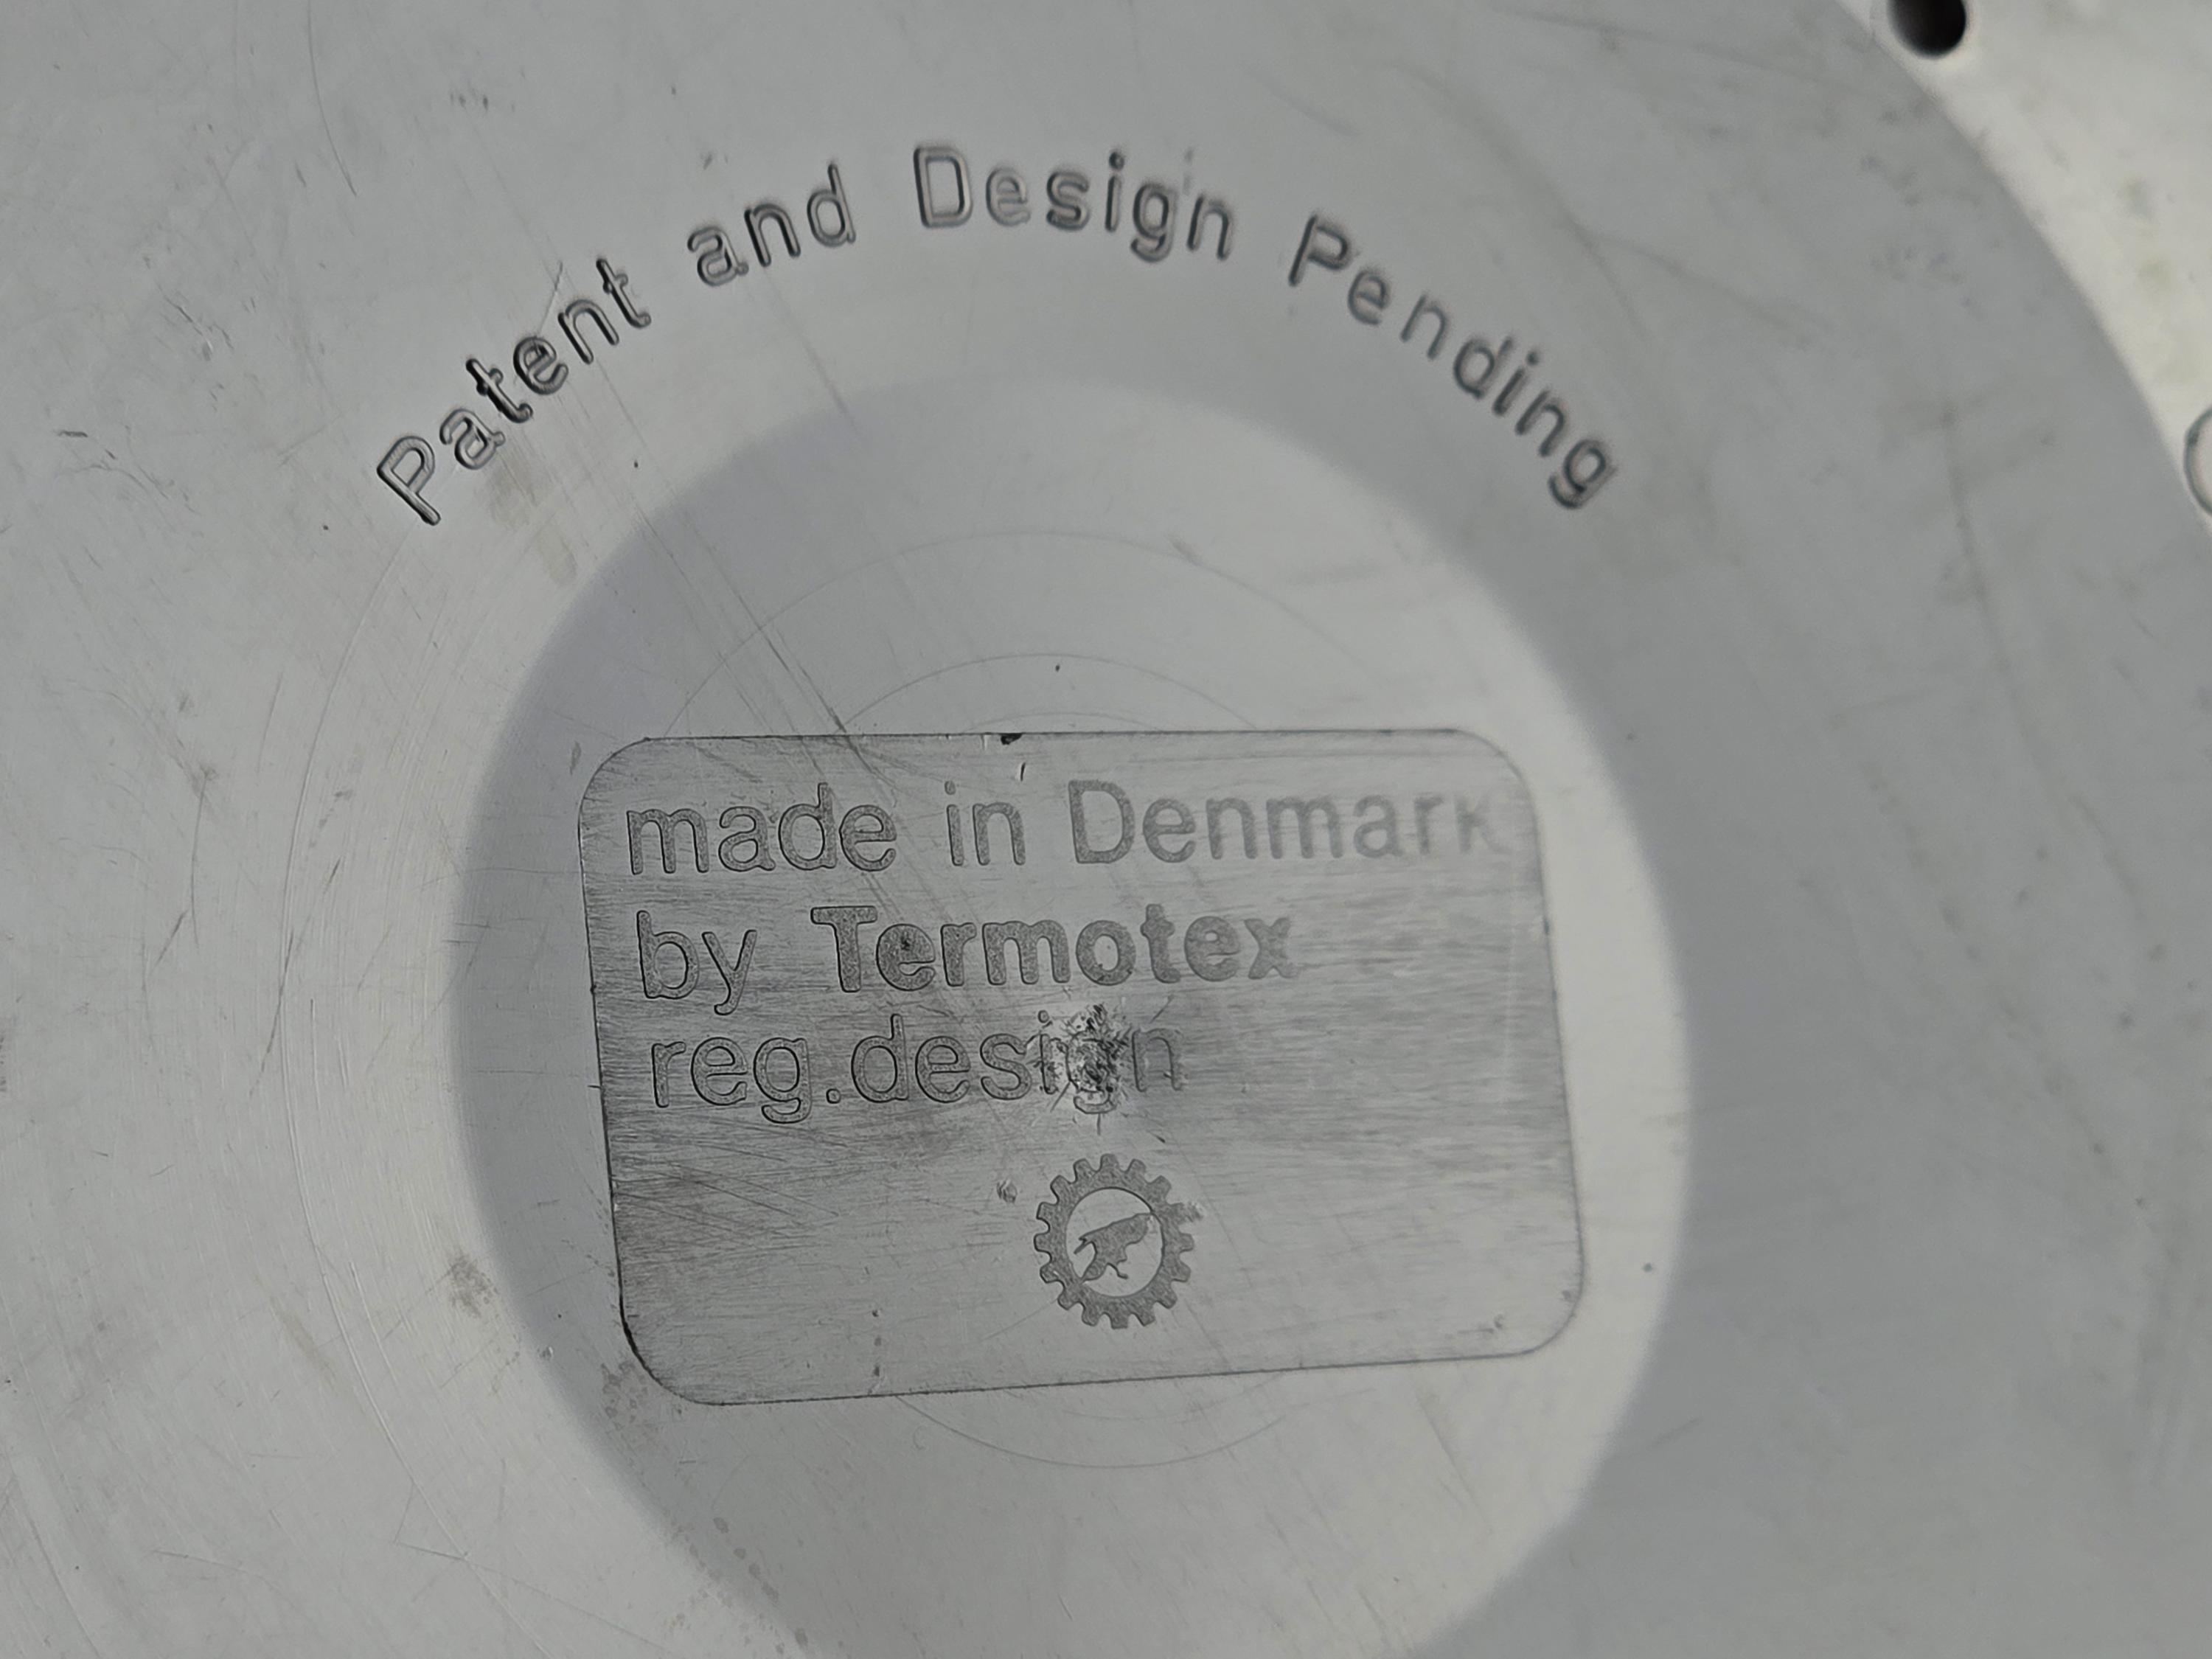 Patent and Design Pending
made in Denmark
by Termotex
reg.design